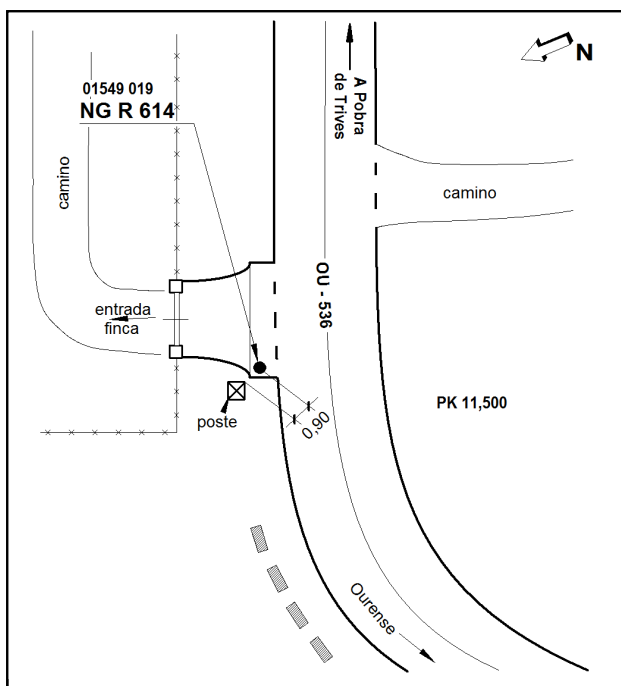 01549 019
NG R 614
N
A Pobra
de Trives
camino
camino
OU - 536
entrada
finca
PK 11,500
poste
0,90
Ourense